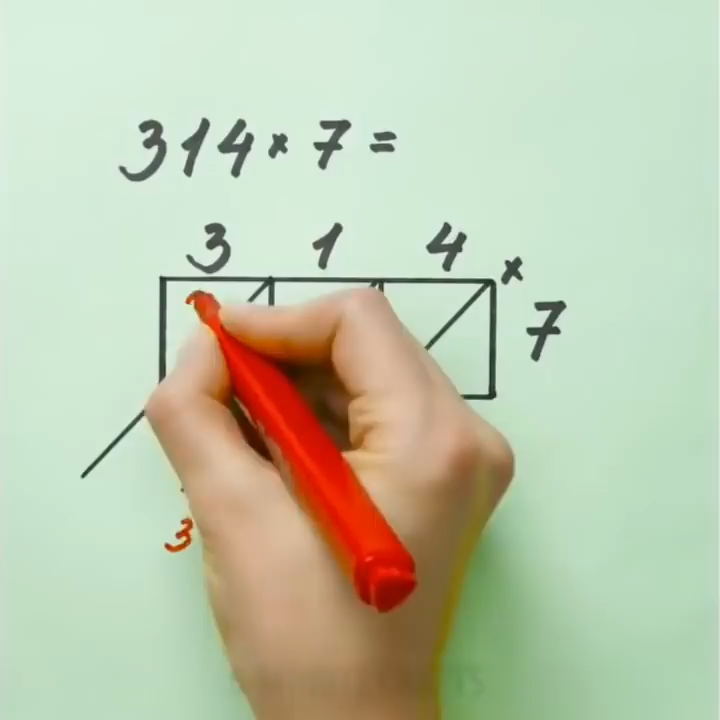 314 × 7 =
3 1 4 ×
7
3